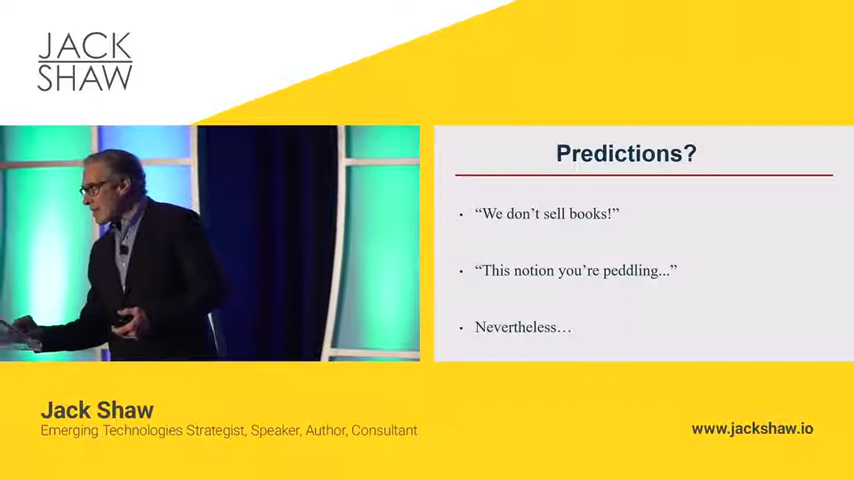 JACK
SHAW
Predictions?
• “We don’t sell books!”
• “This notion you’re peddling...”
• Nevertheless…
Jack Shaw
Emerging Technologies Strategist, Speaker, Author, Consultant
www.jackshaw.io